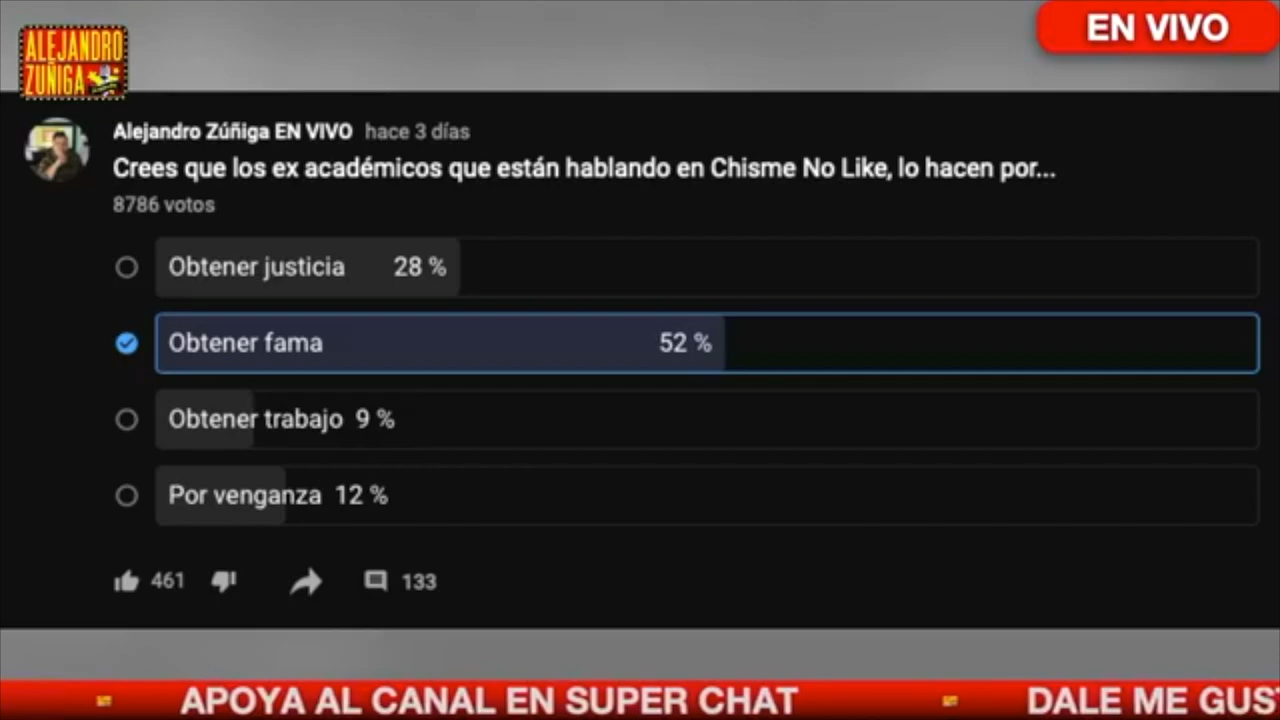 ALEJANDRO
ZUÑIGA
EN VIVO
Alejandro Zúñiga EN VIVO hace 3 días
Crees que los ex académicos que están hablando en Chisme No Like, lo hacen por...
8786 votos
Obtener justicia 28 %
Obtener fama 52 %
Obtener trabajo 9 %
Por venganza 12 %
461 133
APOYA AL CANAL EN SUPER CHAT DALE ME GUS